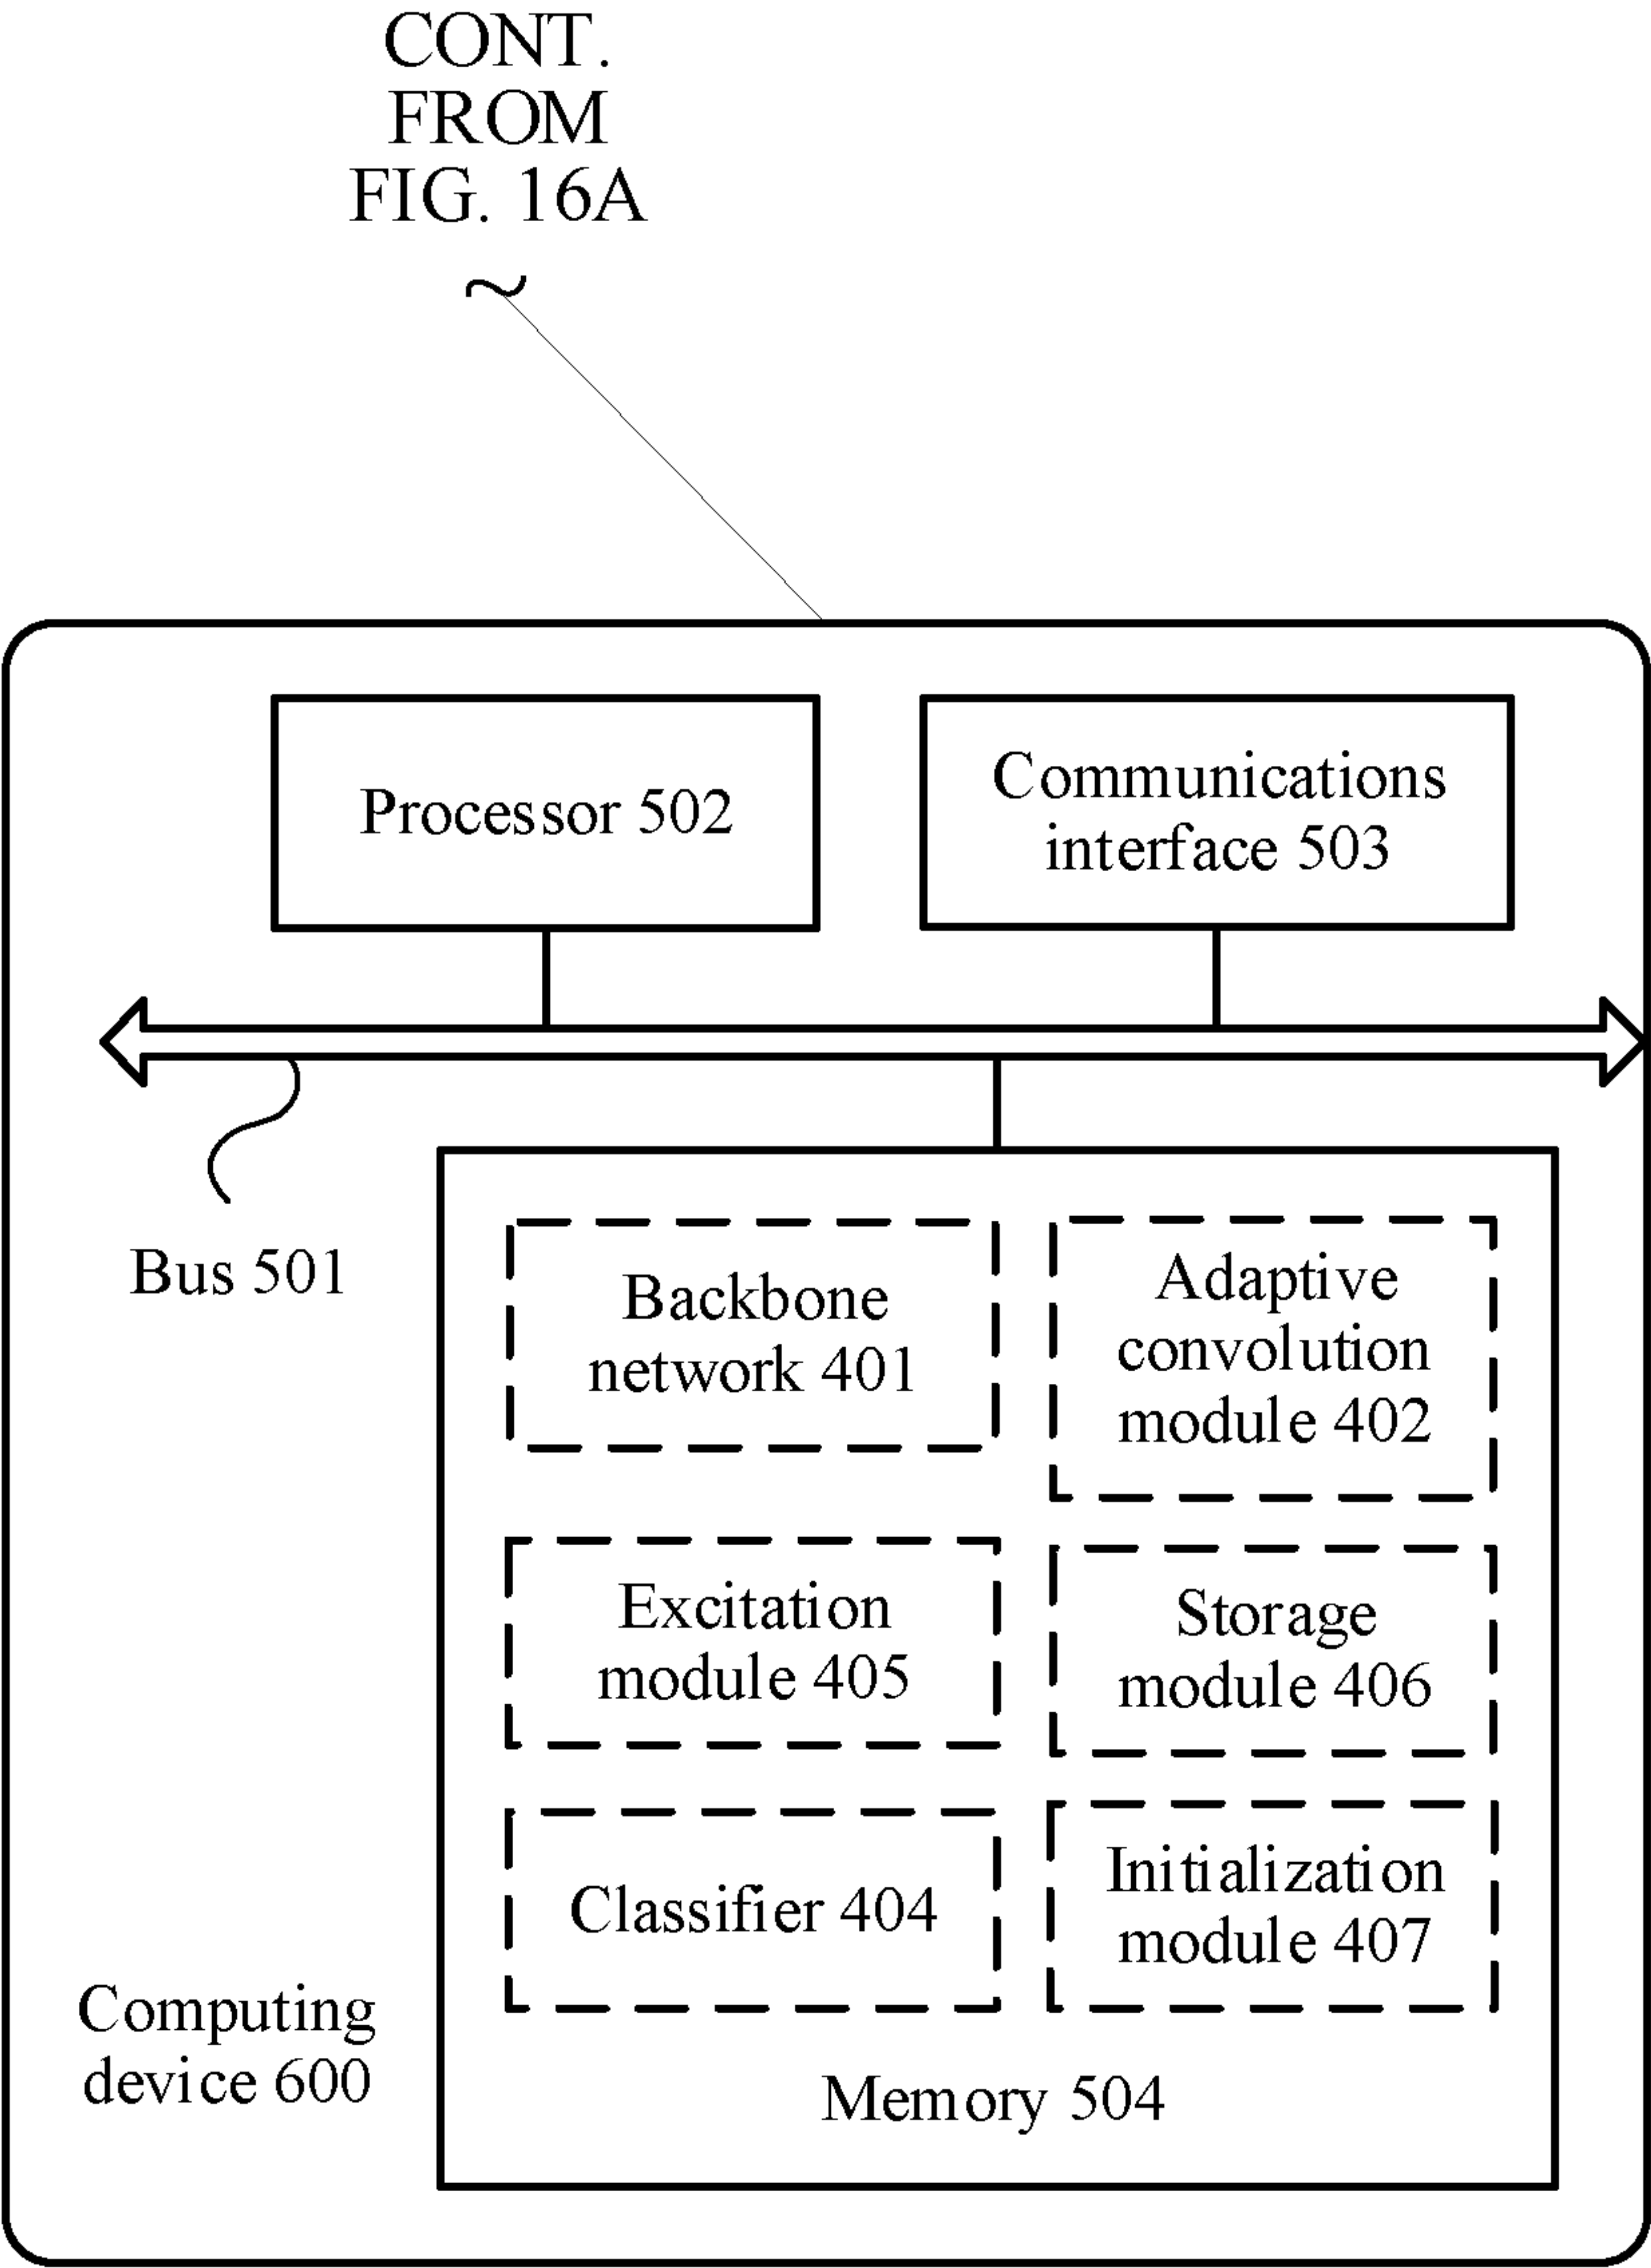 CONT.
FROM
FIG. 16A
Processor 502
Communications
interface 503
Bus 501
Backbone
network 401
Adaptive
convolution
module 402
Excitation
module 405
Storage
module 406
Classifier 404
Initialization
module 407
Computing
device 600
Memory 504